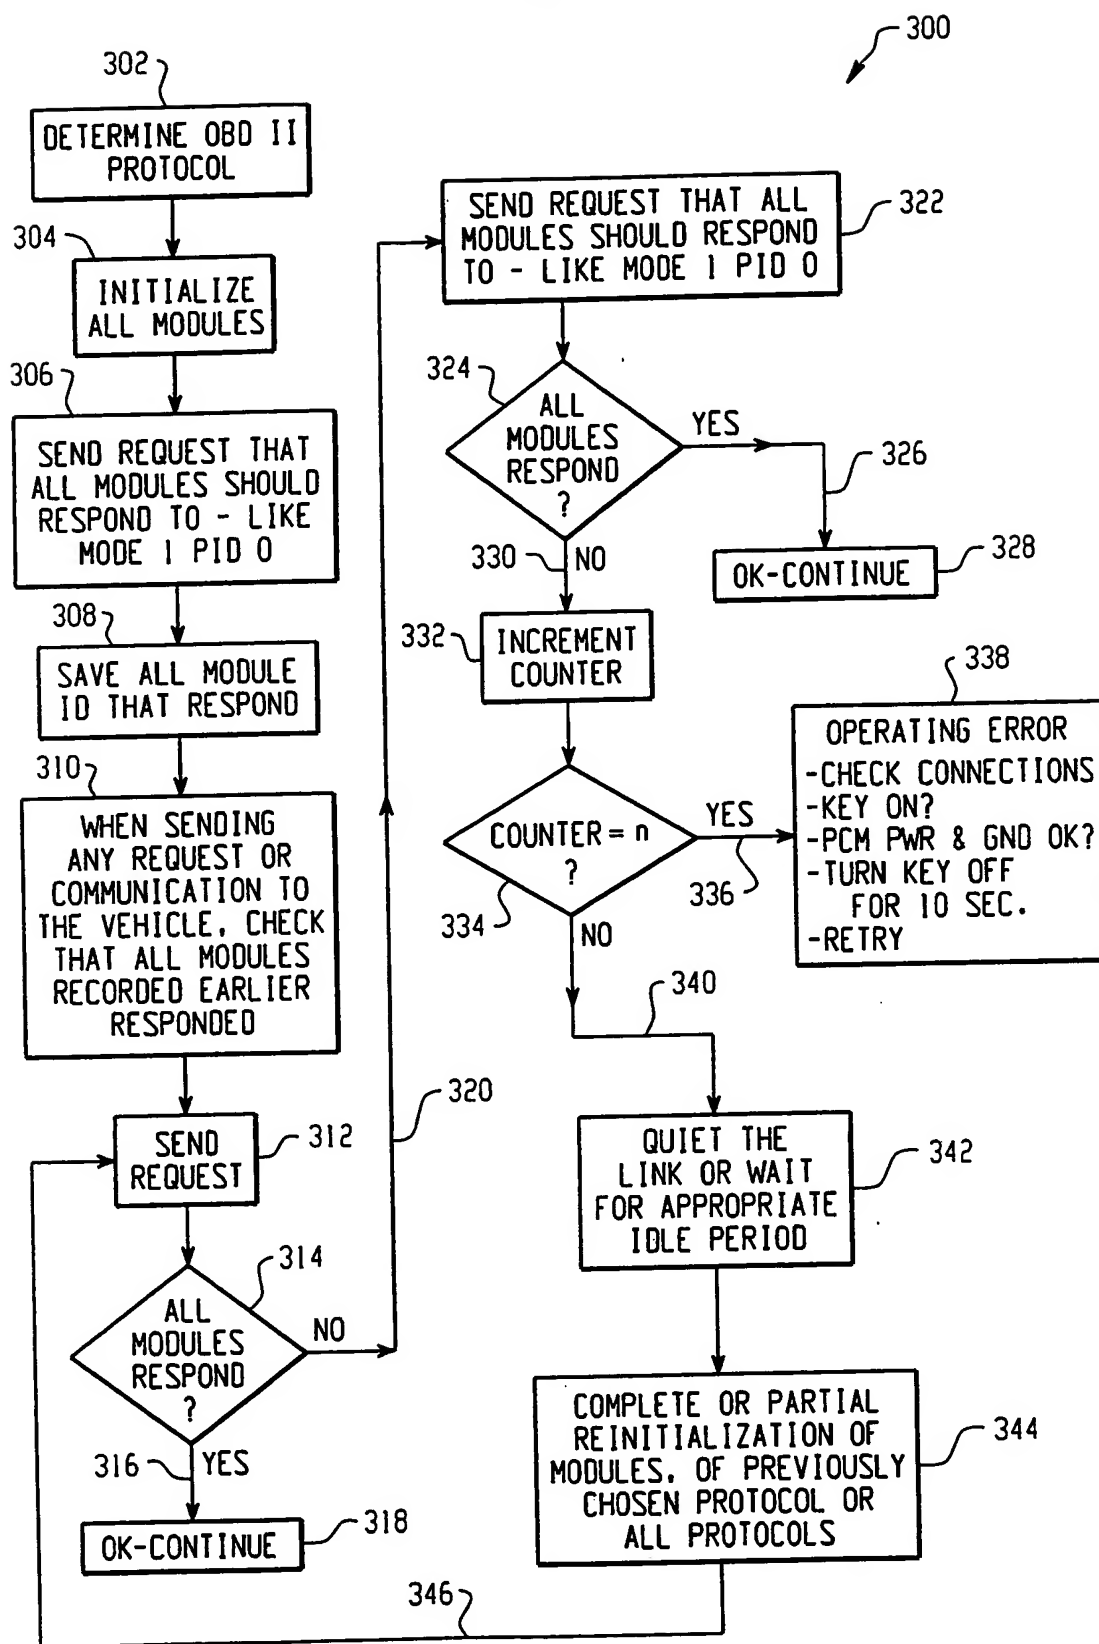 300
302
DETERMINE OBD II
PROTOCOL
304
INITIALIZE
ALL MODULES
306
SEND REQUEST THAT
ALL MODULES SHOULD
RESPOND TO - LIKE
MODE 1 PID 0
308
SAVE ALL MODULE
ID THAT RESPOND
310
WHEN SENDING
ANY REQUEST OR
COMMUNICATION TO
THE VEHICLE, CHECK
THAT ALL MODULES
RECORDED EARLIER
RESPONDED
SEND
REQUEST
312
314
ALL
MODULES
RESPOND
?
NO
320
316
YES
OK-CONTINUE
318
SEND REQUEST THAT ALL
MODULES SHOULD RESPOND
TO - LIKE MODE 1 PID 0
322
324
ALL
MODULES
RESPOND
?
YES
326
OK-CONTINUE
328
330
NO
332
INCREMENT
COUNTER
COUNTER = n
?
334
YES
336
338
OPERATING ERROR
-CHECK CONNECTIONS
-KEY ON?
-PCM PWR & GND OK?
-TURN KEY OFF
FOR 10 SEC.
-RETRY
NO
340
QUIET THE
LINK OR WAIT
FOR APPROPRIATE
IDLE PERIOD
342
COMPLETE OR PARTIAL
REINITIALIZATION OF
MODULES, OF PREVIOUSLY
CHOSEN PROTOCOL OR
ALL PROTOCOLS
344
346